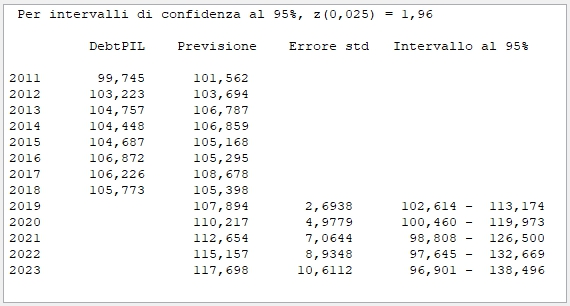 Per intervalli di confidenza al 95%, z(0,025) = 1,96
DebtPIL Previsione Errore std Intervallo al 95%
2011 99,745 101,562
2012 103,223 103,694
2013 104,757 106,787
2014 104,448 106,859
2015 104,687 105,168
2016 106,872 105,295
2017 106,226 108,678
2018 105,773 105,398
2019 107,894 2,6938 102,614 - 113,174
2020 110,217 4,9779 100,460 - 119,973
2021 112,654 7,0644 98,808 - 126,500
2022 115,157 8,9348 97,645 - 132,669
2023 117,698 10,6112 96,901 - 138,496